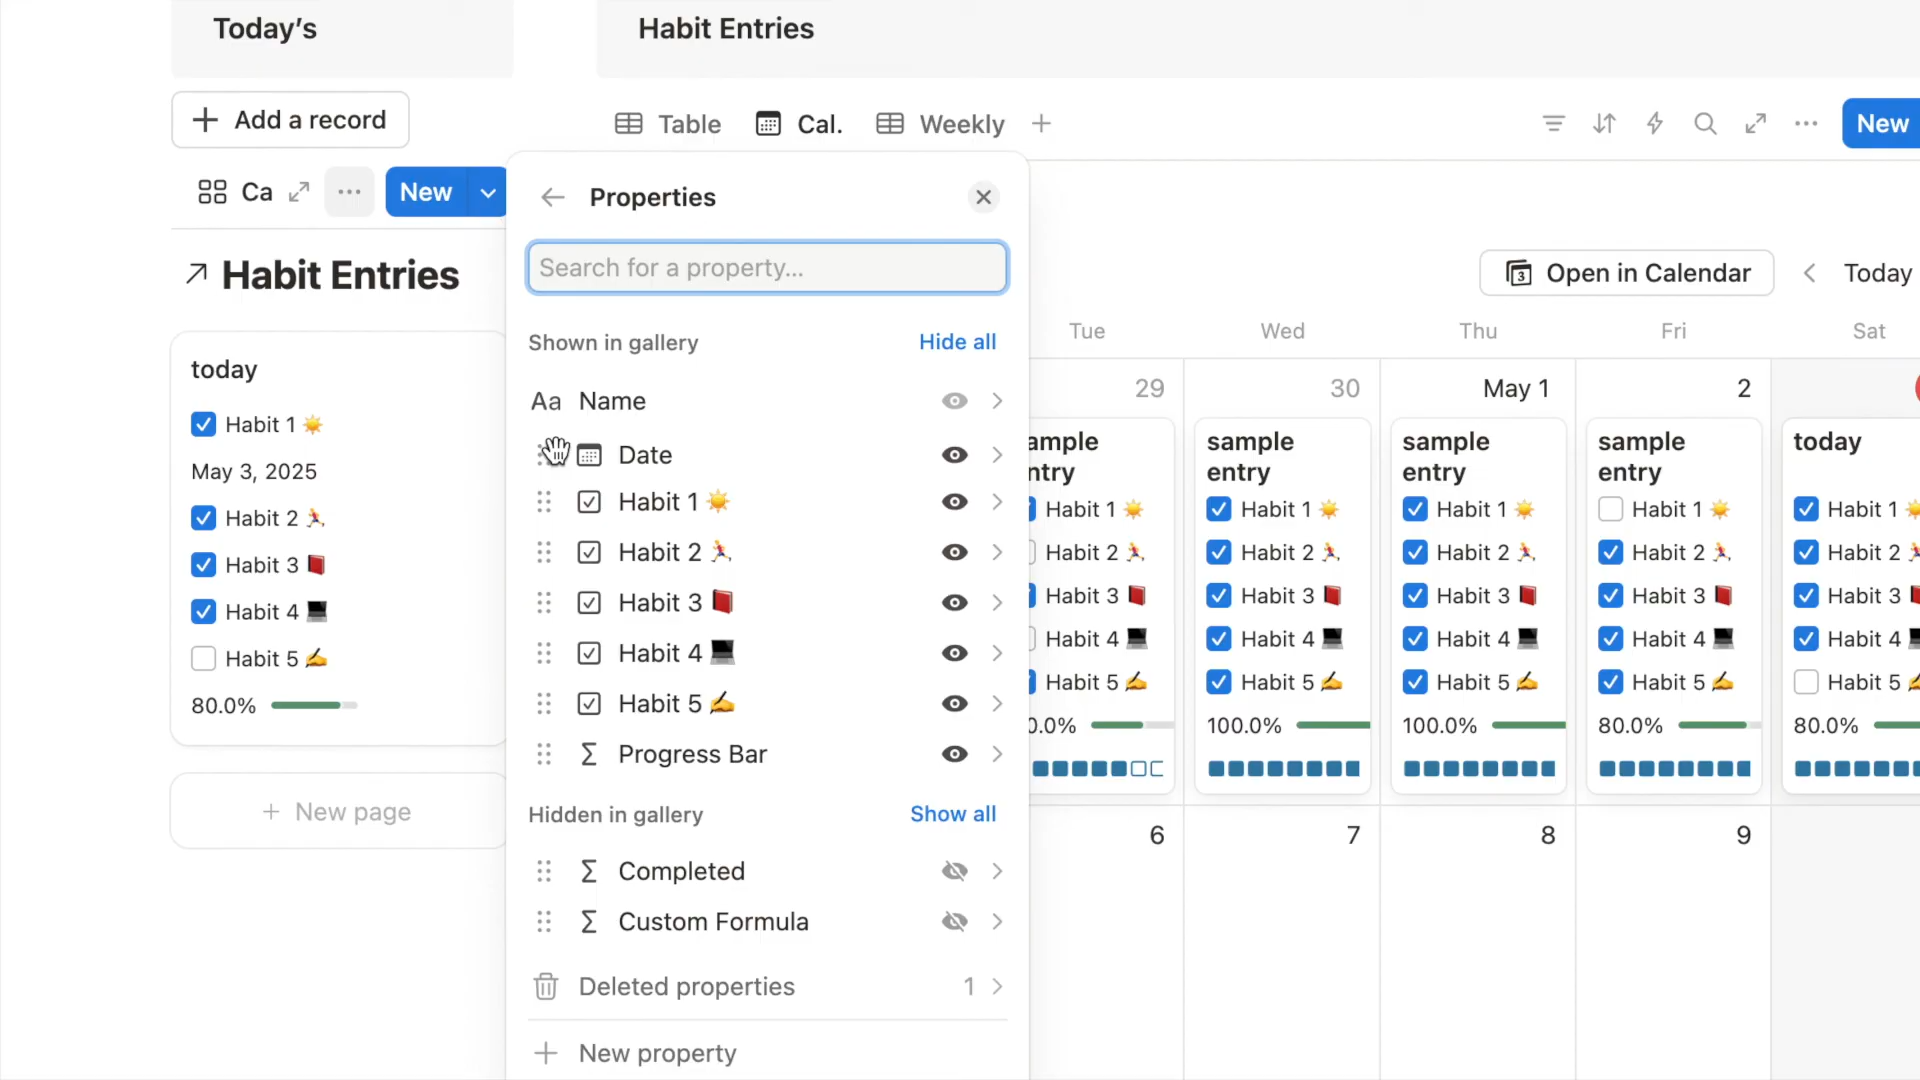 Today's
Habit Entries
Add a record
Table
Cal.
Weekly
New
Ca
New
Properties
Search for a property...
Habit Entries
Open in Calendar
Today
Shown in gallery
Hide all
Tue
Wed
Thu
Fri
Sat
today
Habit 1
May 3, 2025
Habit 2
Habit 3
Habit 4
Habit 5
80.0%
New page
Name
Date
Habit 1
Habit 2
Habit 3
Habit 4
Habit 5
Progress Bar
Hidden in gallery
Show all
Completed
Custom Formula
Deleted properties
1
New property
29
30
May 1
2
ample
ntry
Habit 1
Habit 2
Habit 3
Habit 4
Habit 5
0.0%
sample
entry
Habit 1
Habit 2
Habit 3
Habit 4
Habit 5
100.0%
sample
entry
Habit 1
Habit 2
Habit 3
Habit 4
Habit 5
100.0%
sample
entry
Habit 1
Habit 2
Habit 3
Habit 4
Habit 5
80.0%
today
Habit 1
Habit 2
Habit 3
Habit 4
Habit 5
80.0%
6
7
8
9